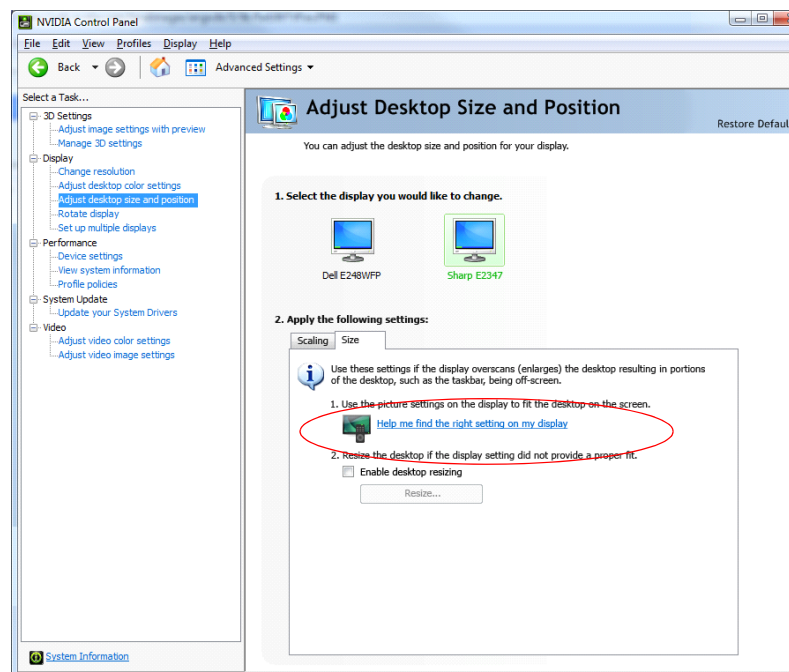 NVIDIA Control Panel
File Edit View Profiles Display Help
Back Advanced Settings
Select a Task...
3D Settings
Adjust image settings with preview
Manage 3D settings
Display
Change resolution
Adjust desktop color settings
Adjust desktop size and position
Rotate display
Set up multiple displays
Performance
Device settings
View system information
Profile policies
System Update
Update your System Drivers
Video
Adjust video color settings
Adjust video image settings
System Information
Adjust Desktop Size and Position
Restore Defaul
You can adjust the desktop size and position for your display.
1. Select the display you would like to change.
Dell E248WFP Sharp E2347
2. Apply the following settings:
Scaling Size
Use these settings if the display overscans (enlarges) the desktop resulting in portions
of the desktop, such as the taskbar, being off-screen.
1. Use the picture settings on the display to fit the desktop on the screen.
Help me find the right setting on my display
2. Resize the desktop if the display setting did not provide a proper fit.
Enable desktop resizing
Resize...